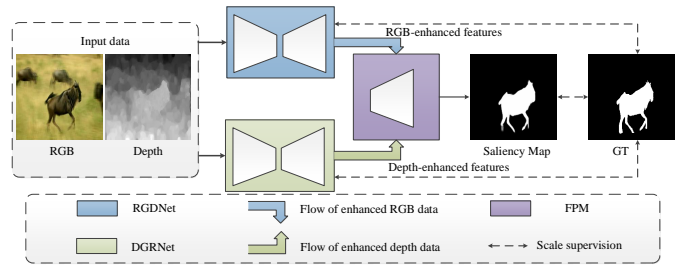 Input data
RGB
Depth
RGB-enhanced features
Depth-enhanced features
Saliency Map
GT
RGDNet
Flow of enhanced RGB data
FPM
DGRNet
Flow of enhanced depth data
Scale supervision